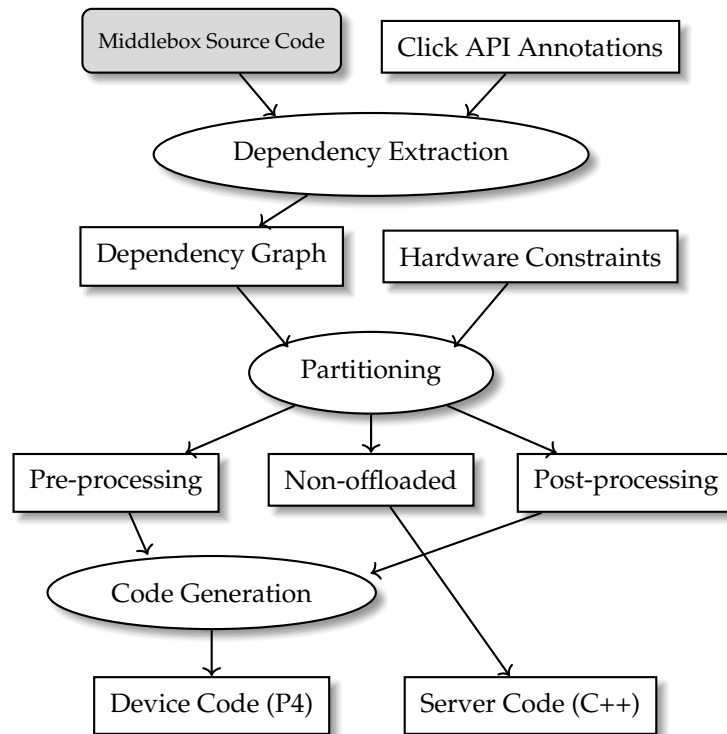 Middlebox Source Code
Click API Annotations
Dependency Extraction
Dependency Graph
Hardware Constraints
Partitioning
Pre-processing
Non-offloaded
Post-processing
Code Generation
Device Code (P4)
Server Code (C++)